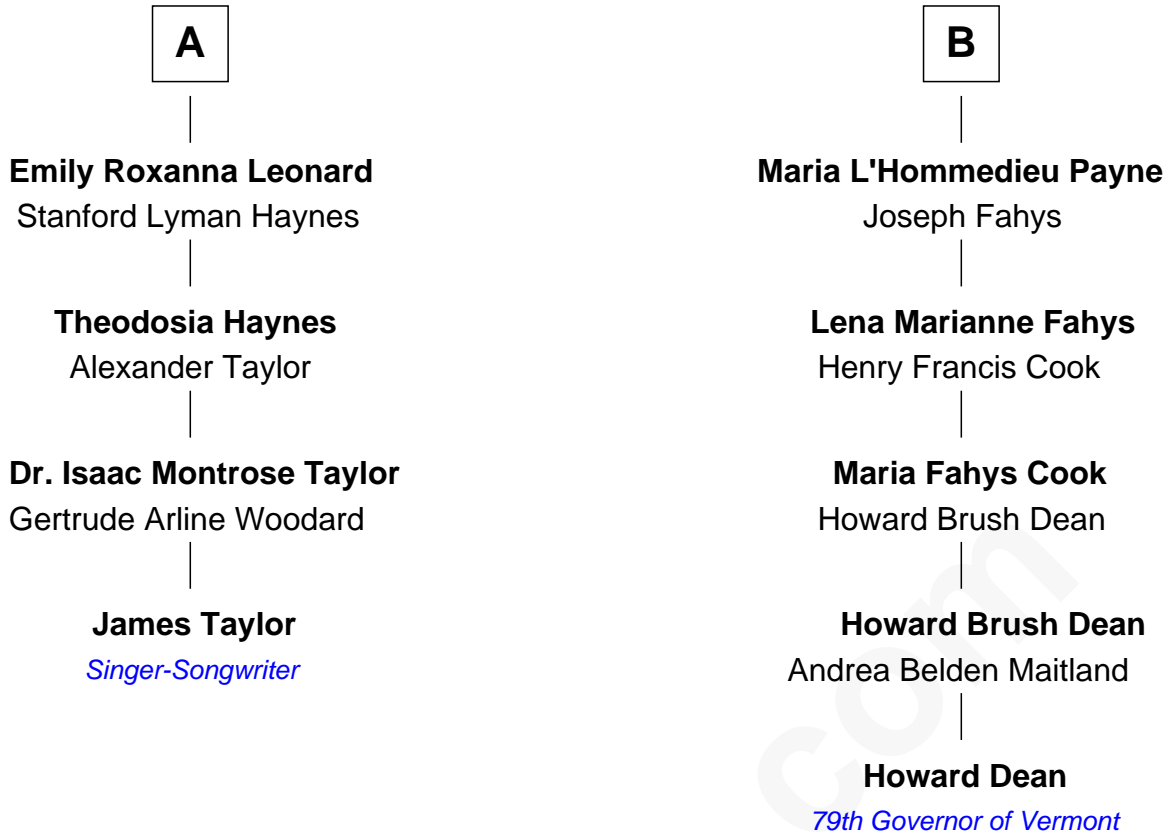 A
Emily Roxanna Leonard
Stanford Lyman Haynes
Theodosia Haynes
Alexander Taylor
Dr. Isaac Montrose Taylor
Gertrude Arline Woodard
James Taylor
Singer-Songwriter
B
Maria L'Hommedieu Payne
Joseph Fahys
Lena Marianne Fahys
Henry Francis Cook
Maria Fahys Cook
Howard Brush Dean
Howard Brush Dean
Andrea Belden Maitland
Howard Dean
79th Governor of Vermont
com